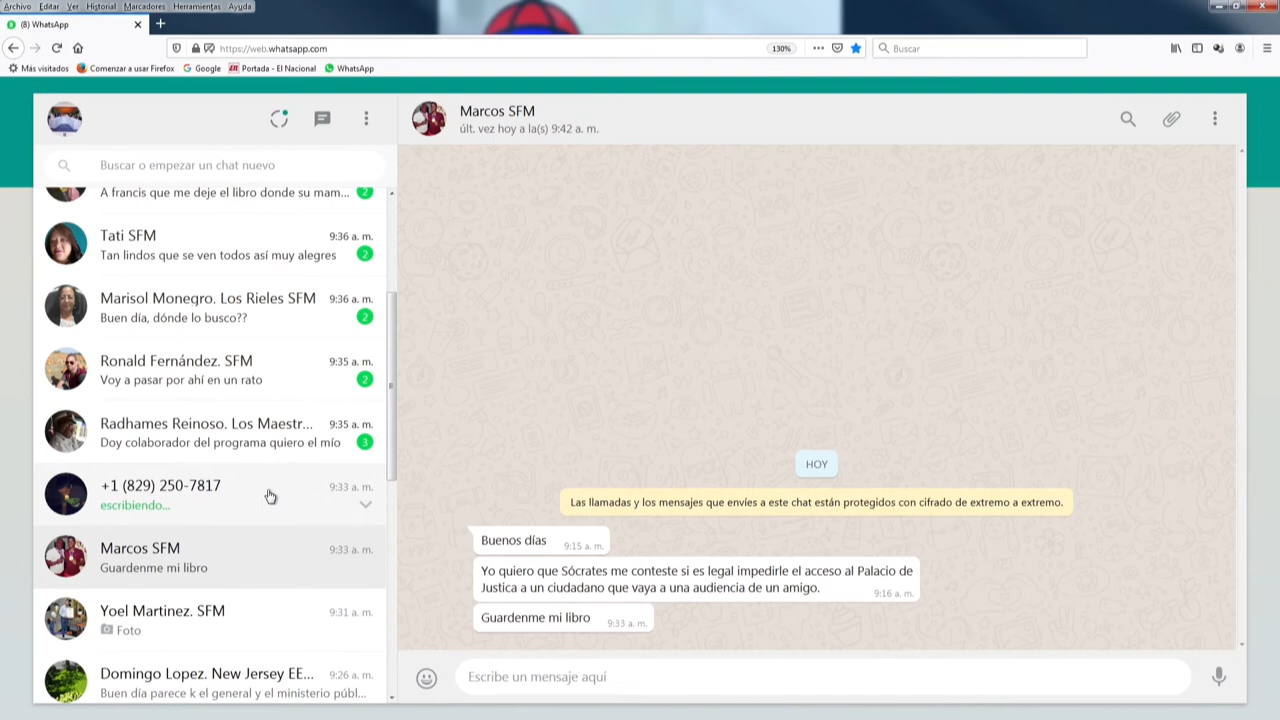 Archivo Editar Ver Historial Marcadores Herramientas Ayuda
(8) WhatsApp
https://web.whatsapp.com
130%
Buscar
Más visitados Comenzar a usar Firefox Google Portada - El Nacional WhatsApp
Marcos SFM
últ. vez hoy a la(s) 9:42 a. m.
Buscar o empezar un chat nuevo
A francis que me deje el libro donde su mam... 2
Tati SFM 9:36 a. m.
Tan lindos que se ven todos así muy alegres 2
Marisol Monegro. Los Rieles SFM 9:36 a. m.
Buen día, dónde lo busco?? 2
Ronald Fernández. SFM 9:35 a. m.
Voy a pasar por ahí en un rato 2
Radhames Reinoso. Los Maestr... 9:35 a. m.
Doy colaborador del programa quiero el mío 3
+1 (829) 250-7817 9:33 a. m.
escribiendo...
Marcos SFM 9:33 a. m.
Guardenme mi libro
Yoel Martinez. SFM 9:31 a. m.
Foto
Domingo Lopez. New Jersey EE... 9:26 a. m.
Buen día parece k el general y el ministerio públ...
HOY
Las llamadas y los mensajes que envíes a este chat están protegidos con cifrado de extremo a extremo.
Buenos días 9:15 a. m.
Yo quiero que Sócrates me conteste si es legal impedirle el acceso al Palacio de
Justicia a un ciudadano que vaya a una audiencia de un amigo. 9:16 a. m.
Guardenme mi libro 9:33 a. m.
Escribe un mensaje aquí